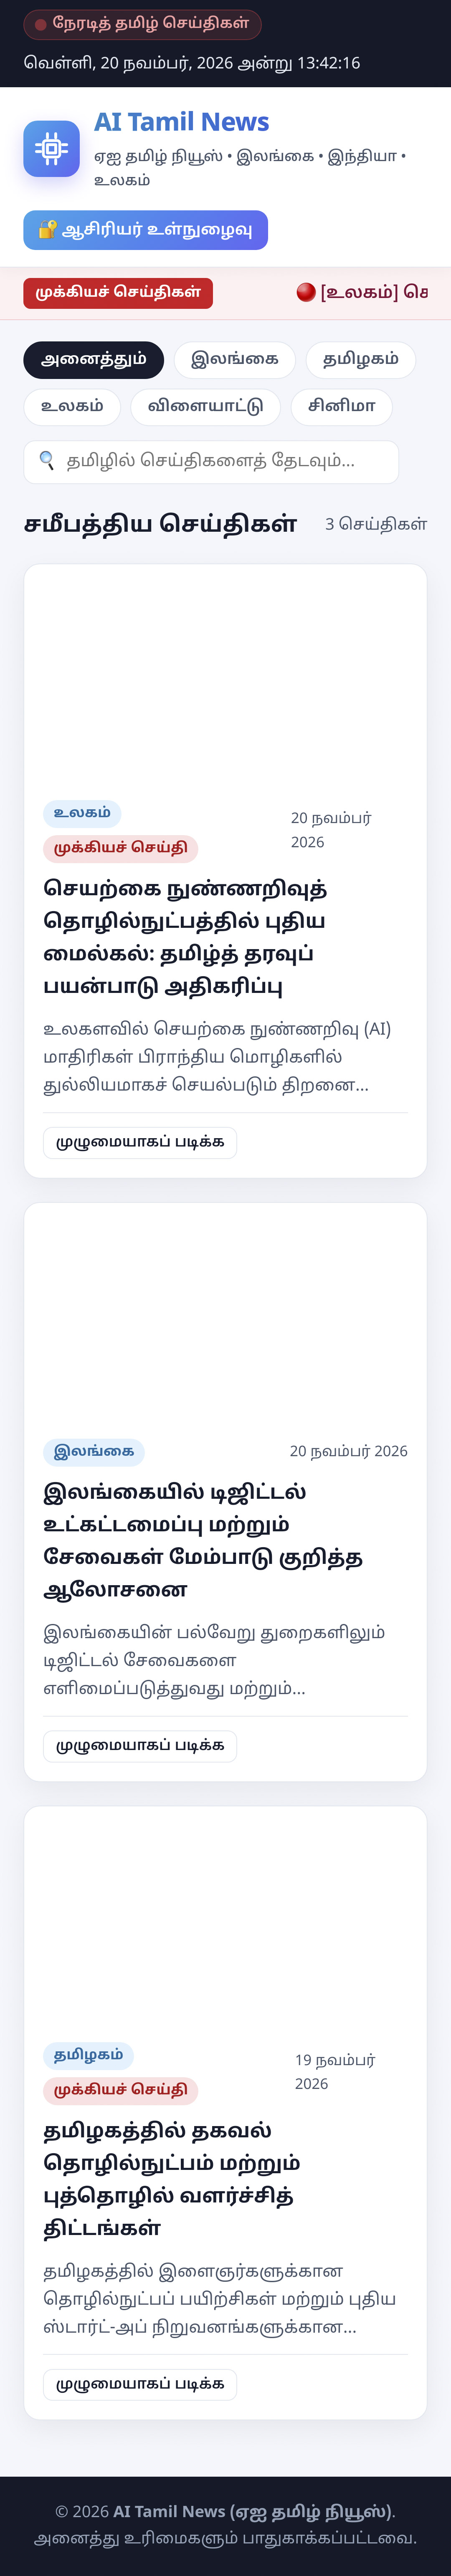 நேரடித் தமிழ் செய்திகள்
வெள்ளி, 20 நவம்பர், 2026 அன்று 13:42:16
AI Tamil News
ஏஐ தமிழ் நியூஸ் • இலங்கை • இந்தியா •
உலகம்
🔐 ஆசிரியர் உள்நுழைவு
முக்கியச் செய்திகள்
🔴 [உலகம்] செ
அனைத்தும்
இலங்கை
தமிழகம்
உலகம்
விளையாட்டு
சினிமா
🔍 தமிழில் செய்திகளைத் தேடவும்...
சமீபத்திய செய்திகள்
3 செய்திகள்
உலகம்
முக்கியச் செய்தி
20 நவம்பர்
2026
செயற்கை நுண்ணறிவுத்
தொழில்நுட்பத்தில் புதிய
மைல்கல்: தமிழ்த் தரவுப்
பயன்பாடு அதிகரிப்பு
உலகளவில் செயற்கை நுண்ணறிவு (AI)
மாதிரிகள் பிராந்திய மொழிகளில்
துல்லியமாகச் செயல்படும் திறனை...
முழுமையாகப் படிக்க
இலங்கை
20 நவம்பர் 2026
இலங்கையில் டிஜிட்டல்
உட்கட்டமைப்பு மற்றும்
சேவைகள் மேம்பாடு குறித்த
ஆலோசனை
இலங்கையின் பல்வேறு துறைகளிலும்
டிஜிட்டல் சேவைகளை
எளிமைப்படுத்துவது மற்றும்...
முழுமையாகப் படிக்க
தமிழகம்
முக்கியச் செய்தி
19 நவம்பர்
2026
தமிழகத்தில் தகவல்
தொழில்நுட்பம் மற்றும்
புத்தொழில் வளர்ச்சித்
திட்டங்கள்
தமிழகத்தில் இளைஞர்களுக்கான
தொழில்நுட்பப் பயிற்சிகள் மற்றும் புதிய
ஸ்டார்ட்-அப் நிறுவனங்களுக்கான...
முழுமையாகப் படிக்க
© 2026 AI Tamil News (ஏஐ தமிழ் நியூஸ்).
அனைத்து உரிமைகளும் பாதுகாக்கப்பட்டவை.